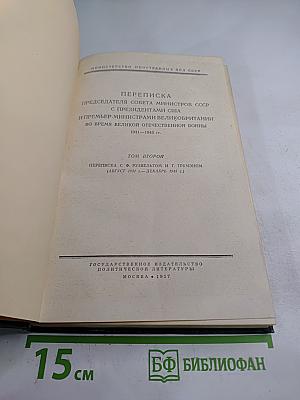 МИНИСТЕРСТВО ИНОСТРАННЫХ ДЕЛ СССР
ПЕРЕПИСКА
ПРЕДСЕДАТЕЛЯ СОВЕТА МИНИСТРОВ СССР
С ПРЕЗИДЕНТАМИ США
И ПРЕМЬЕР-МИНИСТРАМИ ВЕЛИКОБРИТАНИИ
ВО ВРЕМЯ ВЕЛИКОЙ ОТЕЧЕСТВЕННОЙ ВОЙНЫ
1941—1945 гг.
ТОМ ВТОРОЙ
ПЕРЕПИСКА С Ф. РУЗВЕЛЬТОМ И Г. ТРУМЭНОМ
(АВГУСТ 1941 г.— ДЕКАБРЬ 1945 г.)
ГОСУДАРСТВЕННОЕ ИЗДАТЕЛЬСТВО
ПОЛИТИЧЕСКОЙ ЛИТЕРАТУРЫ
МОСКВА • 1957
15 см
БФ БИБЛИОФАН